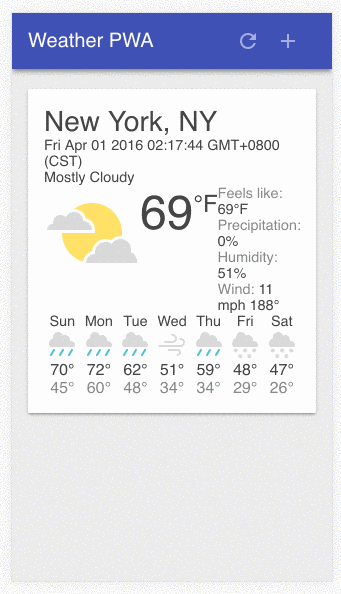 Weather PWA
New York, NY
Fri Apr 01 2016 02:17:44 GMT+0800
(CST)
Mostly Cloudy
69°F
Feels like:
69°F
Precipitation:
0%
Humidity:
51%
Wind: 11
mph 188°
Sun Mon Tue Wed Thu Fri Sat
70° 72° 62° 51° 59° 48° 47°
45° 60° 48° 34° 34° 29° 26°